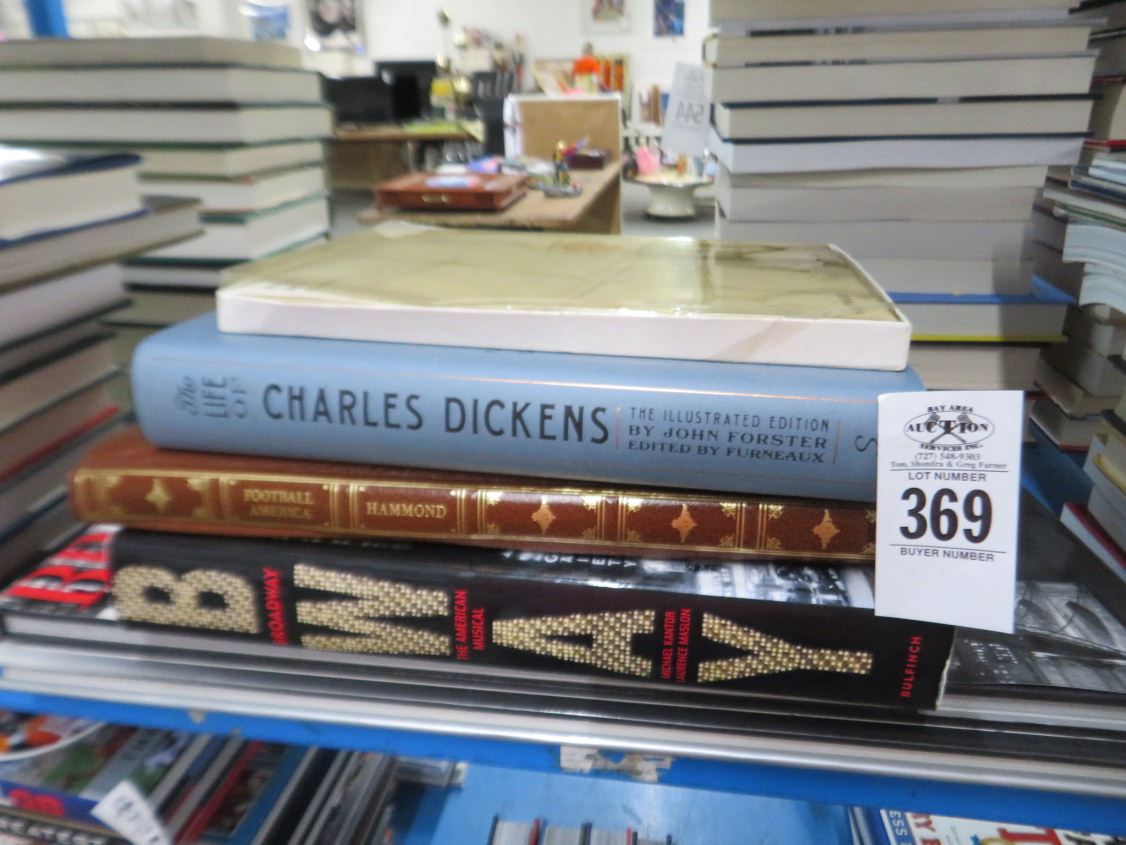 The
LIFE
OF
CHARLES DICKENS
THE ILLUSTRATED EDITION
BY JOHN FORSTER
EDITED BY FURNEAUX
S
FOOTBALL
AMERICA
HAMMOND
B
BROADWAY
W
THE AMERICAN
MUSICAL
A
MICHAEL KANTOR
LAURENCE MASLON
Y
BULFINCH
BAY AREA
AUCTION
SERVICES INC.
(727) 548-9303
Tom, Shondra & Greg Farner
LOT NUMBER
369
BUYER NUMBER
544